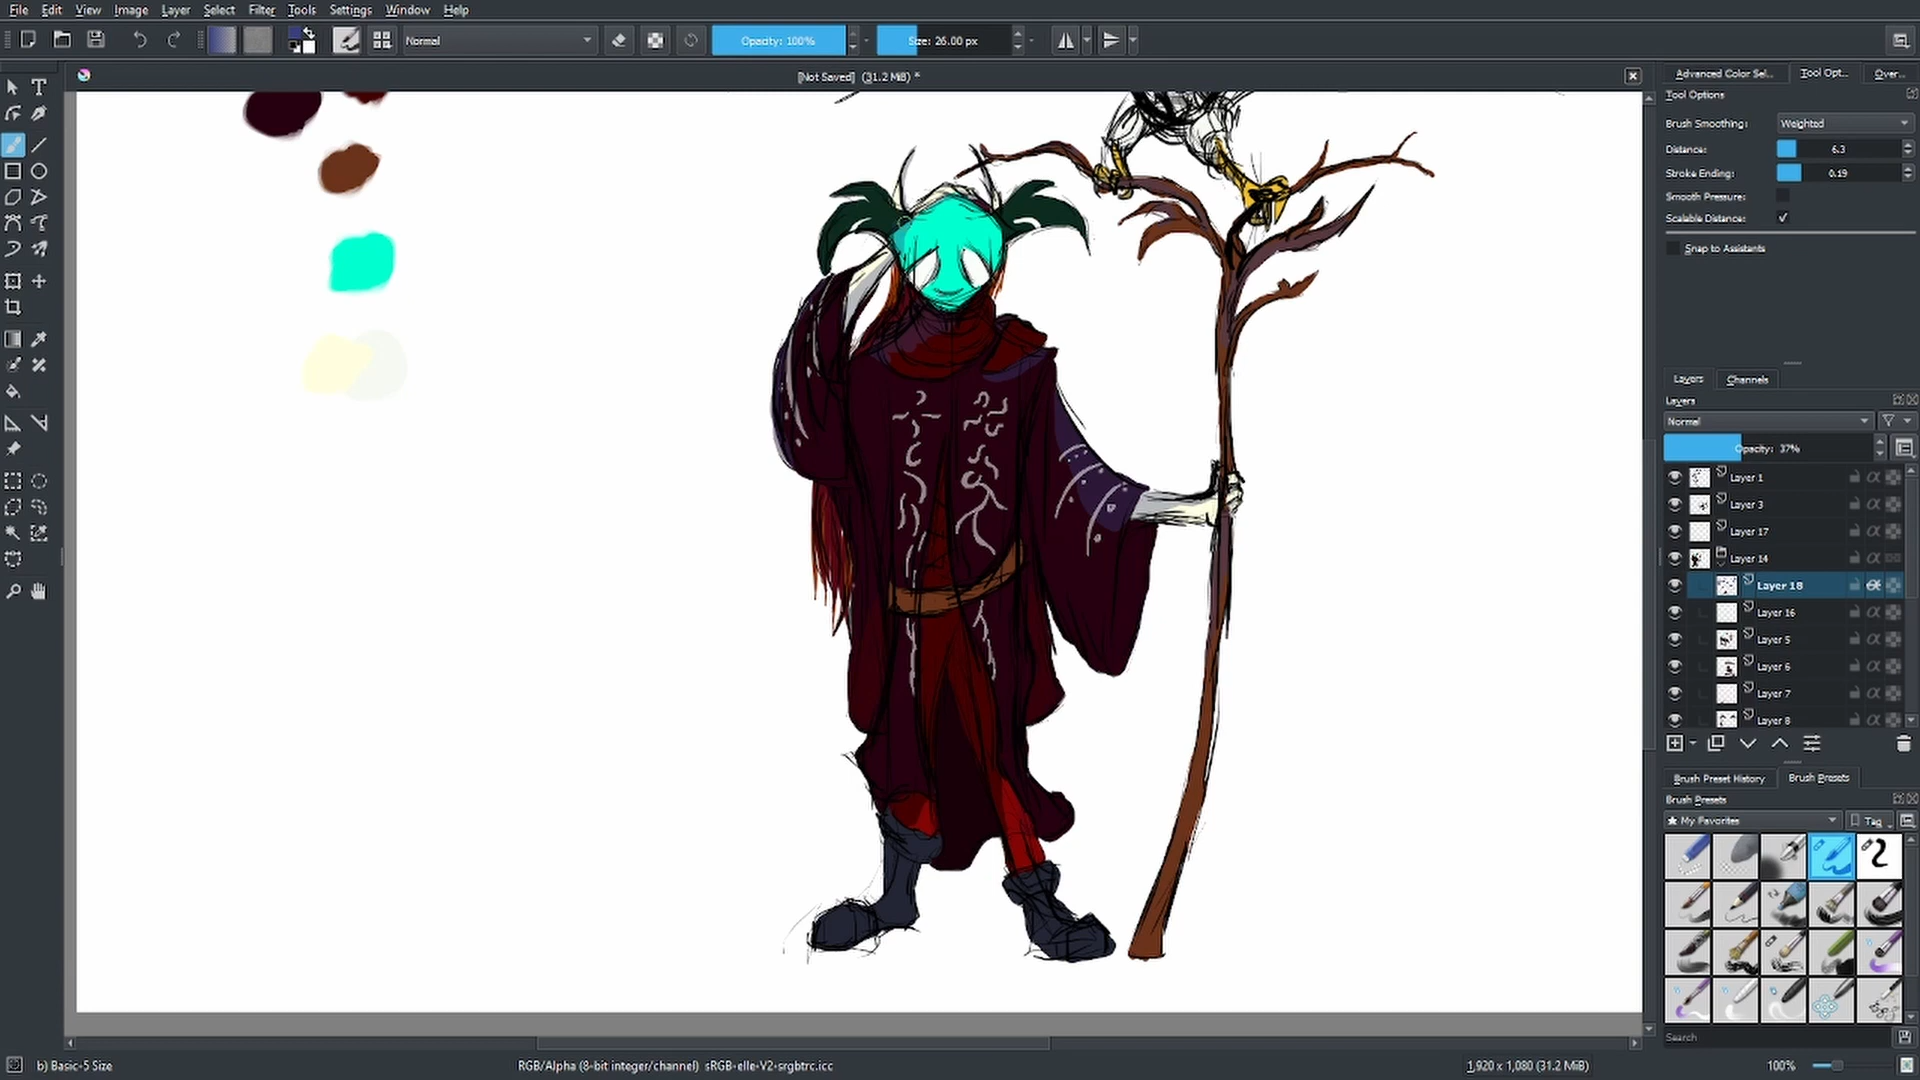 File Edit View Image Layer Select Filter Tools Settings Window Help
Normal Opacity: 100% Size: 26.00 px
[Not Saved] (31.2 MiB) *
Advanced Color Sel... Tool Opt... Over...
Tool Options
Brush Smoothing: Weighted
Distance: 6.3
Stroke Ending: 0.19
Smooth Pressure:
Scalable Distance: ✓
Snap to Assistants
Layers Channels
Layers
Normal
Opacity: 37%
Layer 1
Layer 3
Layer 17
Layer 14
Layer 18
Layer 16
Layer 5
Layer 6
Layer 7
Layer 8
Brush Preset History Brush Presets
Brush Presets
★ My Favorites Tag
Search
b) Basic-5 Size RGB/Alpha (8-bit integer/channel) sRGB-elle-V2-srgbtrc.icc 1,920 x 1,080 (31.2 MiB) 100%